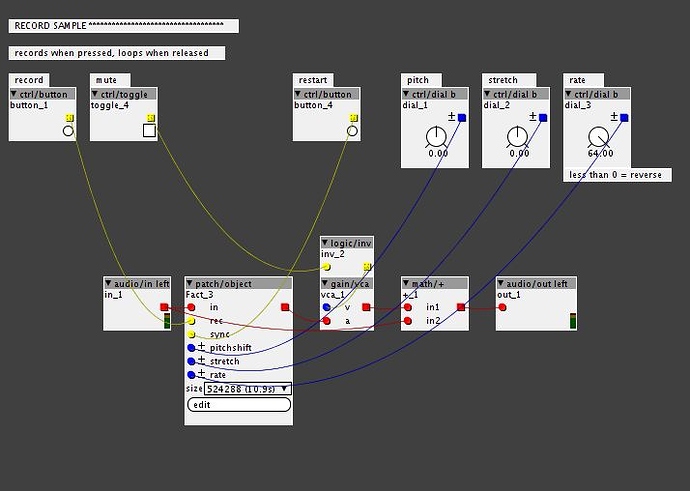 RECORD SAMPLE ************************************
records when pressed, loops when released
record mute restart pitch stretch rate
ctrl/button ctrl/toggle ctrl/button ctrl/dial b ctrl/dial b ctrl/dial b
button_1 toggle_4 button_4 dial_1 dial_2 dial_3
± ± ±
0.00 0.00 64.00
less than 0 = reverse
logic/inv
inv_2
audio/in left patch/object gain/vca math/+ audio/out left
in_1 Fact_3 vca_1 +_1 out_1
in v in1
rec a in2
sync
+ pitchshift
+ stretch
+ rate
size 524288 (10.9s)
edit